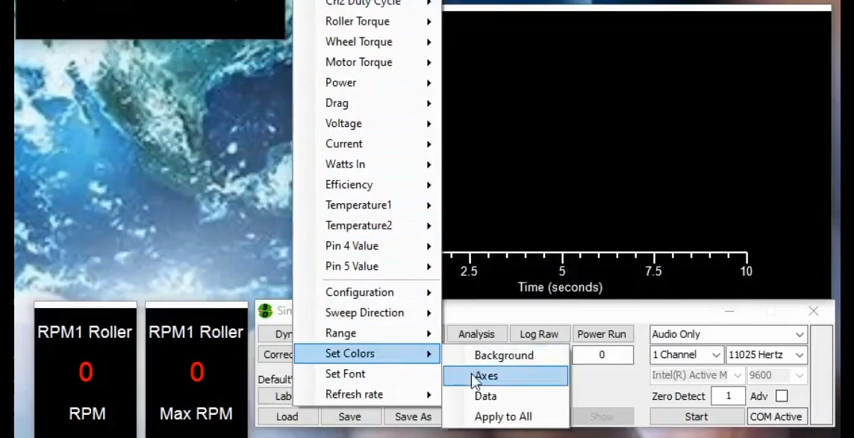 Ch2 Duty Cycle
Roller Torque
Wheel Torque
Motor Torque
Power
Drag
Voltage
Current
Watts In
Efficiency
Temperature1
Temperature2
Pin 4 Value
Pin 5 Value
Configuration
Sweep Direction
Range
Set Colors
Set Font
Refresh rate
Background
Axes
Data
Apply to All
2.5
5
7.5
10
Time (seconds)
RPM1 Roller
0
RPM
RPM1 Roller
0
Max RPM
Analysis
Log Raw
Power Run
0
Load
Save
Save As
Show
Audio Only
1 Channel
11025 Hertz
Intel(R) Active M
9600
Zero Detect
1
Adv
Start
COM Active